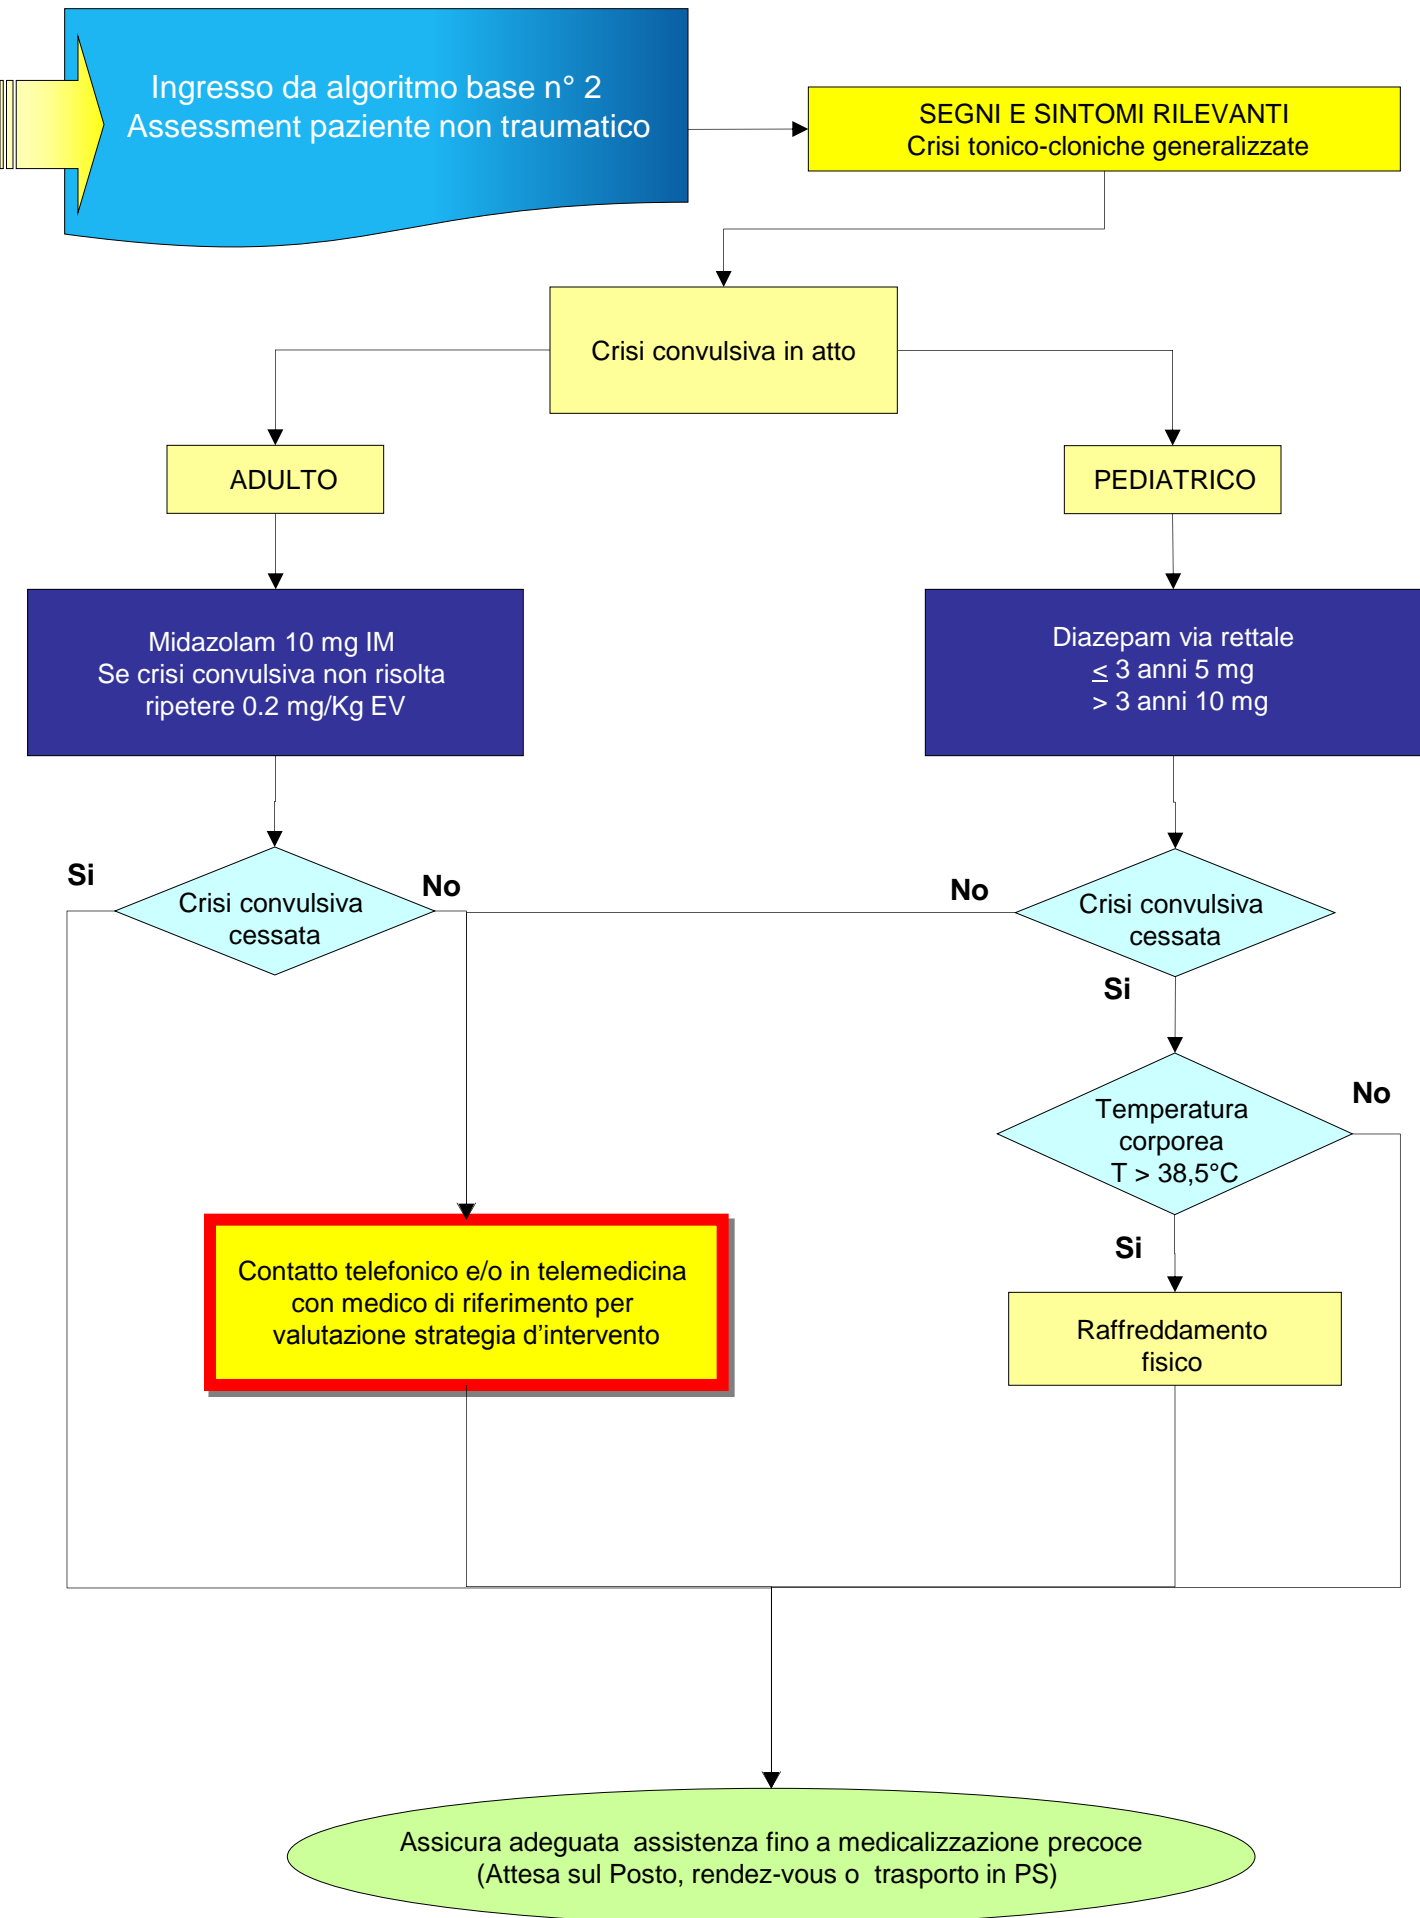 Ingresso da algoritmo base n° 2
Assessment paziente non traumatico
SEGNI E SINTOMI RILEVANTI
Crisi tonico-cloniche generalizzate
Crisi convulsiva in atto
ADULTO
PEDIATRICO
Midazolam 10 mg IM
Se crisi convulsiva non risolta
ripetere 0.2 mg/Kg EV
Diazepam via rettale
≤ 3 anni 5 mg
> 3 anni 10 mg
Si
Crisi convulsiva
cessata
No
No
Crisi convulsiva
cessata
Si
Temperatura
corporea
T > 38,5°C
No
Si
Contatto telefonico e/o in telemedicina
con medico di riferimento per
valutazione strategia d'intervento
Raffreddamento
fisico
Assicura adeguata assistenza fino a medicalizzazione precoce
(Attesa sul Posto, rendez-vous o trasporto in PS)